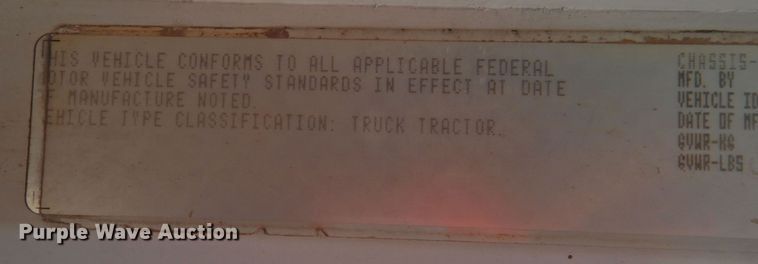 HIS VEHICLE CONFORMS TO ALL APPLICABLE FEDERAL
OTOR VEHICLE SAFETY STANDARDS IN EFFECT AT DATE
F MANUFACTURE NOTED.
EHICLE TYPE CLASSIFICATION: TRUCK TRACTOR.
CHASSIS-
MFD. BY
VEHICLE ID
DATE OF MF
GVWR-KG
GVWR-LBS
Purple Wave Auction